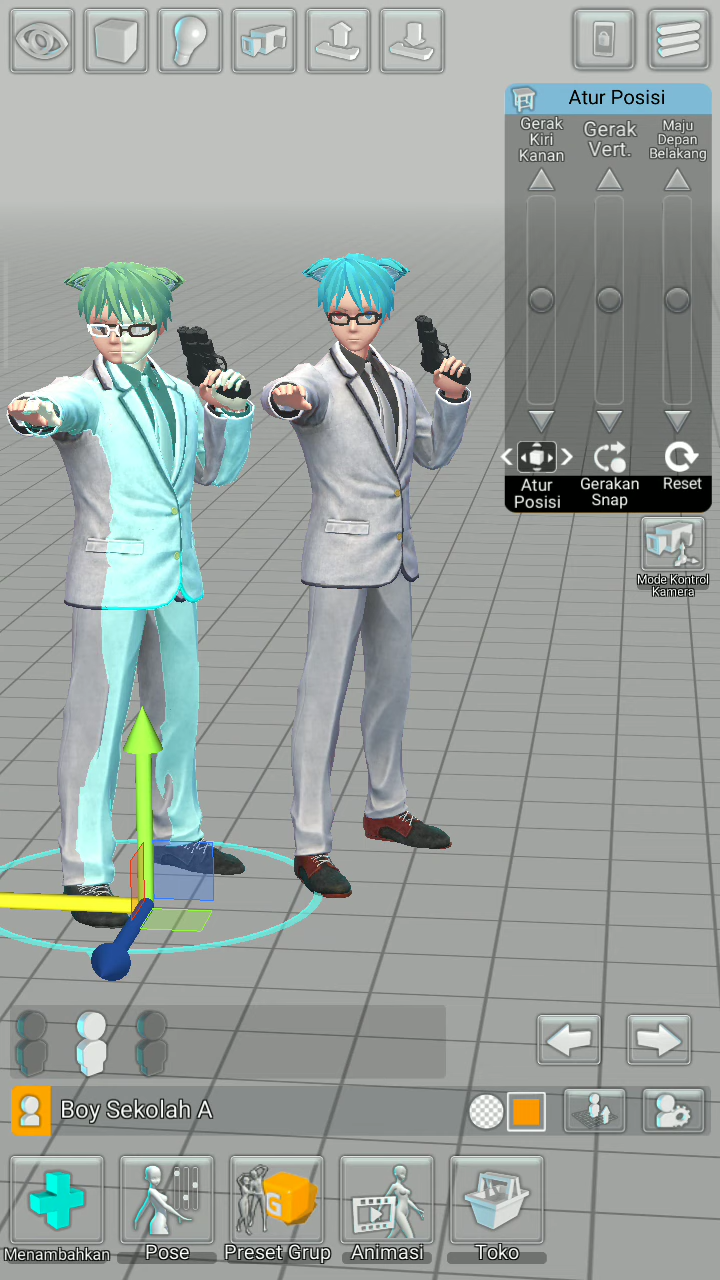 Atur Posisi
Gerak
Kiri
Kanan
Gerak
Vert.
Maju
Depan
Belakang
Atur
Posisi
Gerakan
Snap
Reset
Mode Kontrol
Kamera
Boy Sekolah A
G
Menambahkan
Pose
Preset Grup
Animasi
Toko